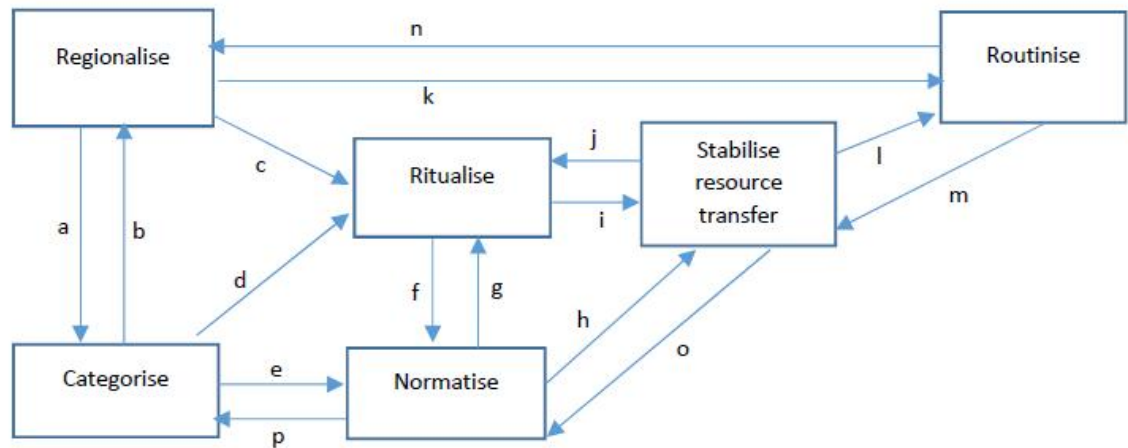 n
Regionalise
Routinise
k
j
Stabilise
resource
transfer
l
c
Ritualise
i
m
a
b
d
f
g
h
o
Categorise
e
Normatise
p